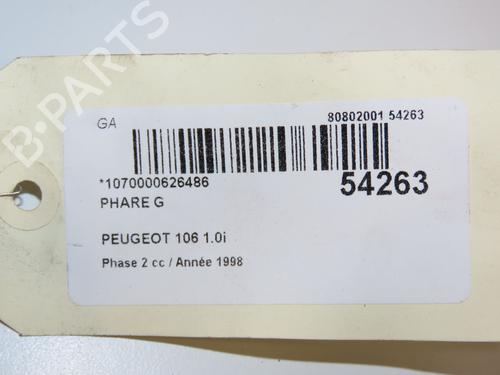 B-PARTS
GA
80802001 54263
*1070000626486
54263
PHARE G
PEUGEOT 106 1.0i
Phase 2 cc / Année 1998